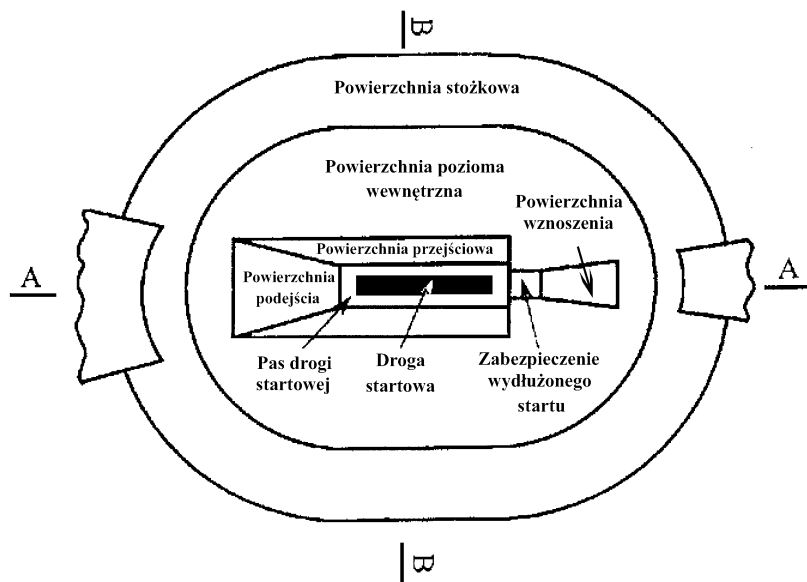 B
Powierzchnia stożkowa
Powierzchnia pozioma
wewnętrzna
Powierzchnia
wznoszenia
Powierzchnia przejściowa
Powierzchnia
podejścia
A
A
Pas drogi
startowej
Droga
startowa
Zabezpieczenie
wydłużonego
startu
B